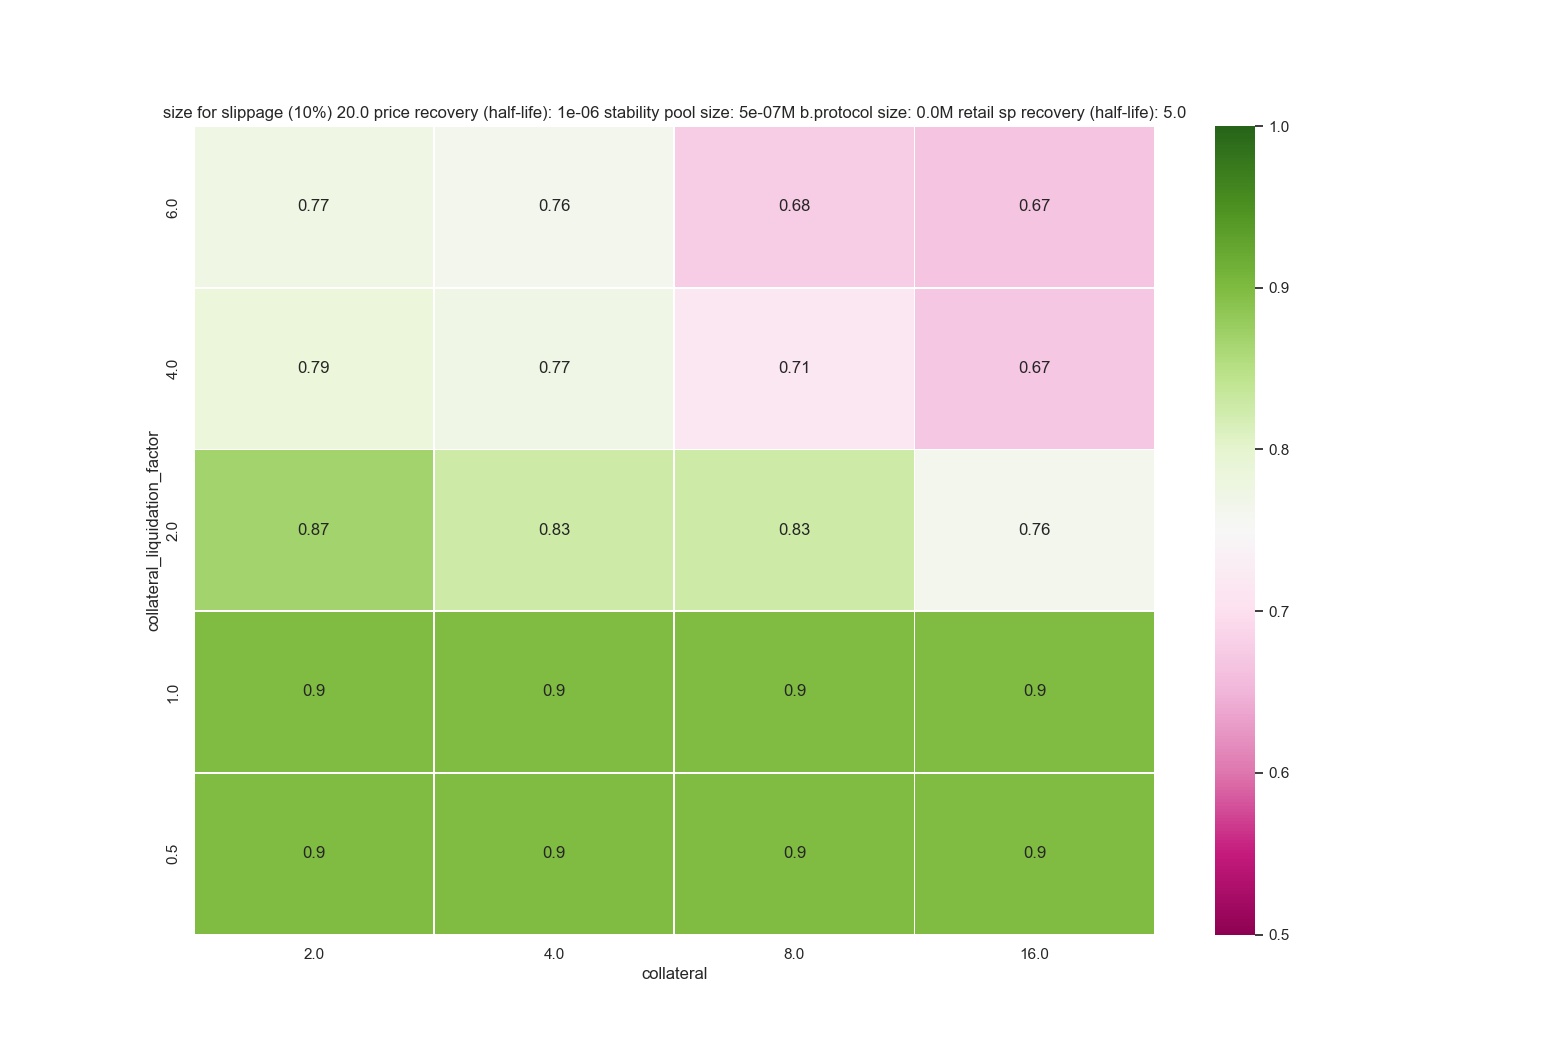 size for slippage (10%) 20.0 price recovery (half-life): 1e-06 stability pool size: 5e-07M b.protocol size: 0.0M retail sp recovery (half-life): 5.0
collateral_liquidation_factor
6.0
0.77 0.76 0.68 0.67
4.0
0.79 0.77 0.71 0.67
2.0
0.87 0.83 0.83 0.76
1.0
0.9 0.9 0.9 0.9
0.5
0.9 0.9 0.9 0.9
2.0 4.0 8.0 16.0
collateral
1.0
0.9
0.8
0.7
0.6
0.5